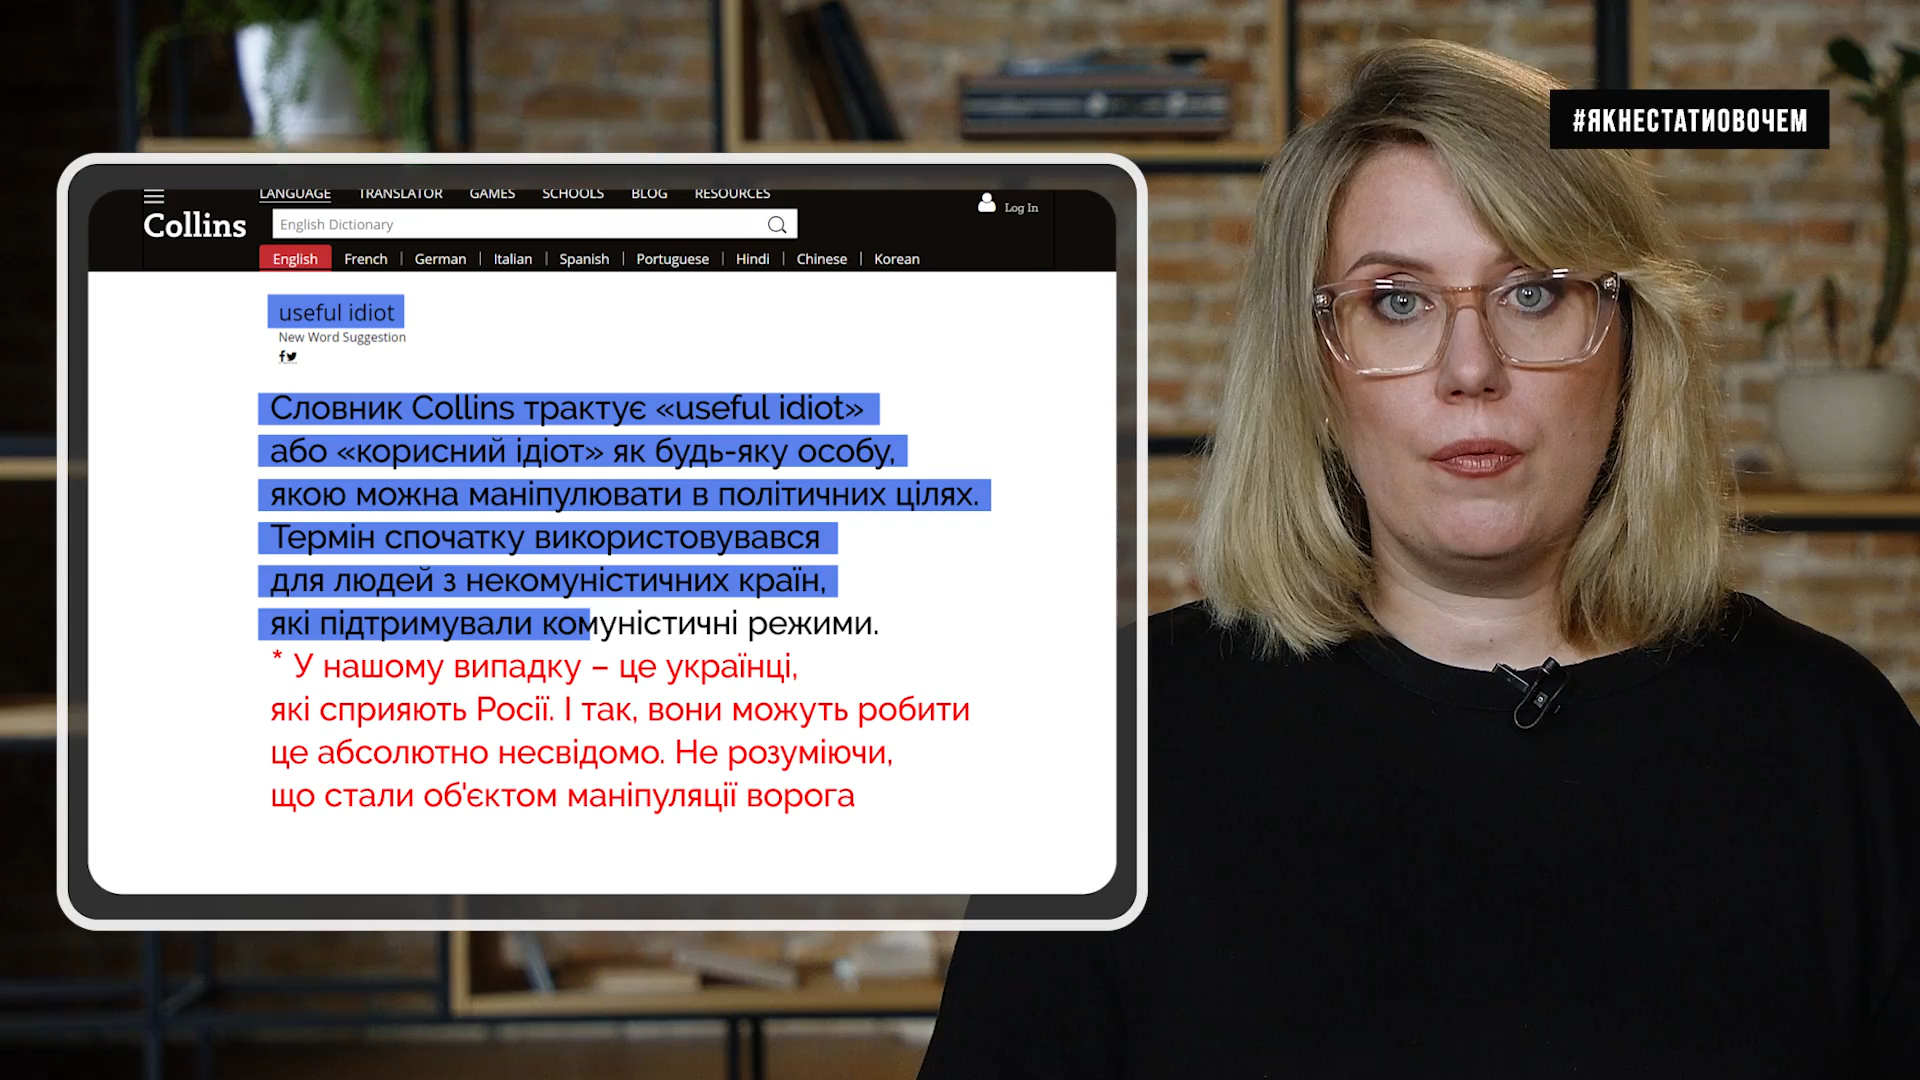 #ЯКНЕСТАТИОВОЧЕМ
LANGUAGE TRANSLATOR GAMES SCHOOLS BLOG RESOURCES
Collins
English Dictionary
Log In
English French German Italian Spanish Portuguese Hindi Chinese Korean
useful idiot
New Word Suggestion
Словник Collins трактує «useful idiot»
або «корисний ідіот» як будь-яку особу,
якою можна маніпулювати в політичних цілях.
Термін спочатку використовувався
для людей з некомуністичних країн,
які підтримували комуністичні режими.
* У нашому випадку – це українці,
які сприяють Росії. І так, вони можуть робити
це абсолютно несвідомо. Не розуміючи,
що стали об'єктом маніпуляції ворога